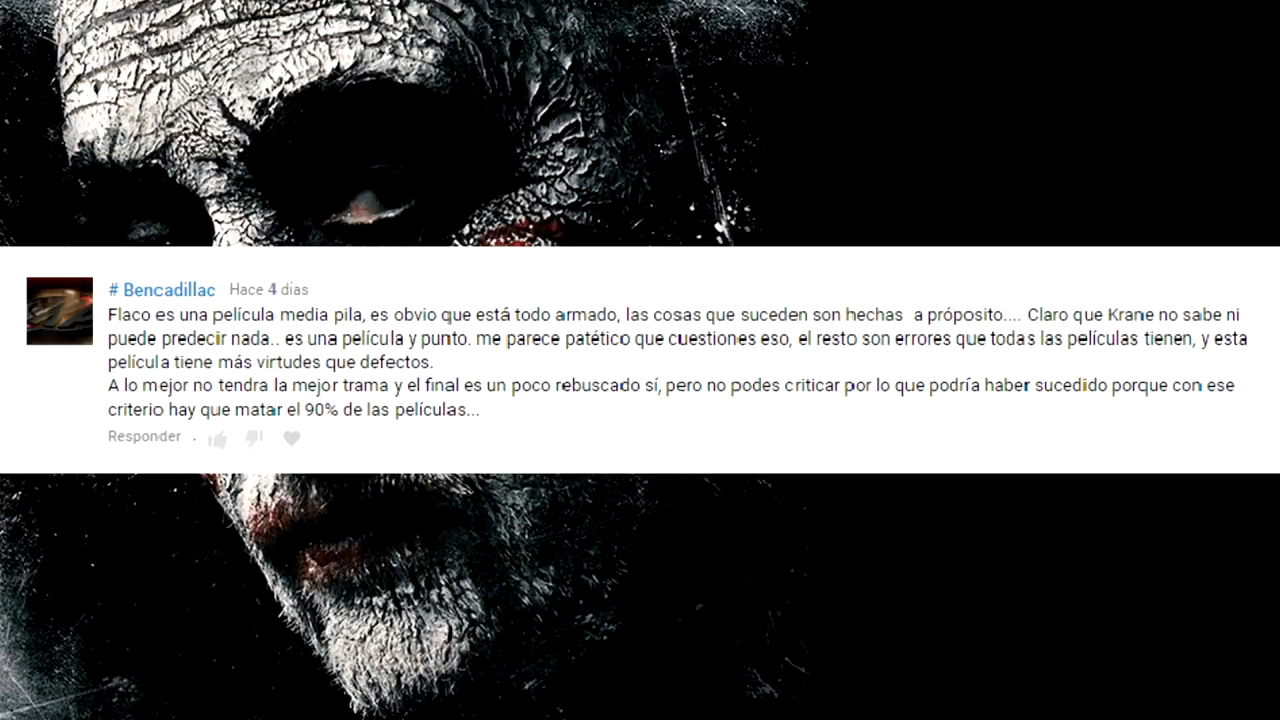 # Bencadillac Hace 4 días
Flaco es una película media pila, es obvio que está todo armado, las cosas que suceden son hechas a próposito.... Claro que Krane no sabe ni
puede predecir nada.. es una película y punto. me parece patético que cuestiones eso, el resto son errores que todas las películas tienen, y esta
película tiene más virtudes que defectos.
A lo mejor no tendra la mejor trama y el final es un poco rebuscado sí, pero no podes criticar por lo que podría haber sucedido porque con ese
criterio hay que matar el 90% de las películas...
Responder .